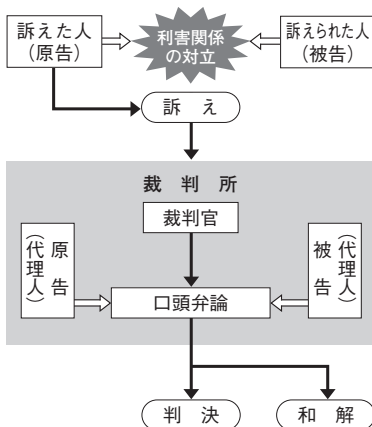 訴えた人
(原告)
利害関係
の対立
訴えられた人
(被告)
訴え
裁判所
裁判官
原告
(代理人)
口頭弁論
被告
(代理人)
判決
和解